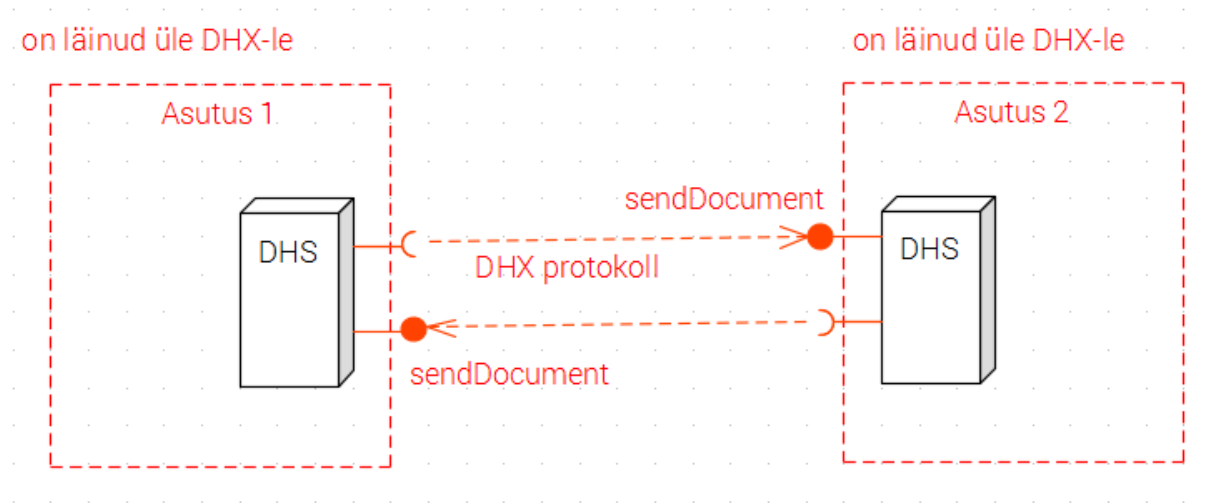 on läinud üle DHX-le
on läinud üle DHX-le
Asutus 1
Asutus 2
sendDocument
DHS
DHS
DHX protokoll
sendDocument